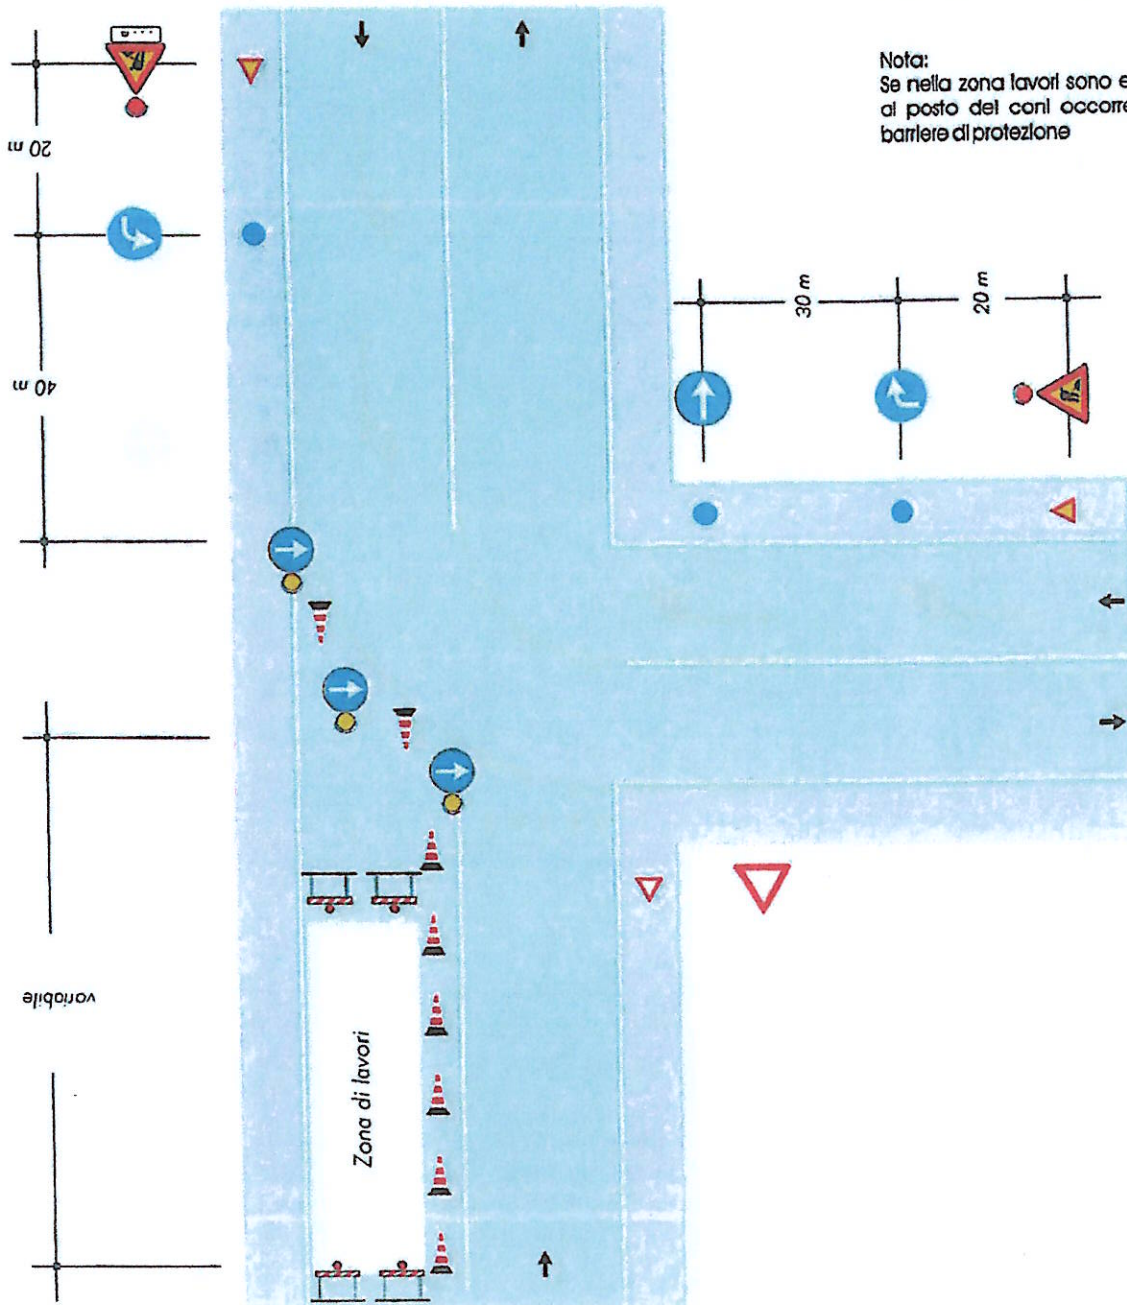 Nota:
Se nella zona lavori sono e
al posto dei coni occorre
barriere di protezione
20 m
40 m
30 m
20 m
variabile
Zona di lavori